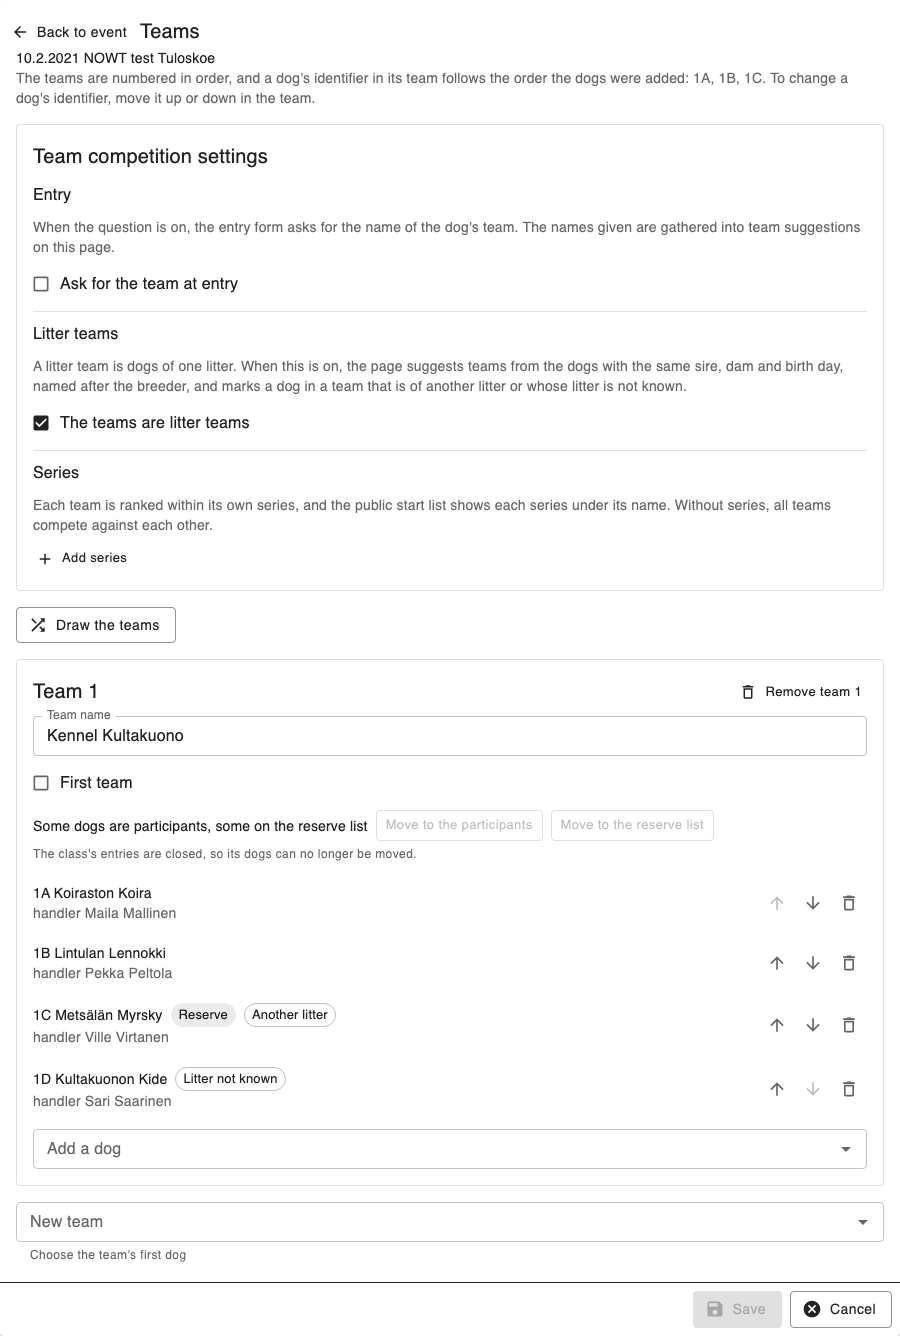 Back to event Teams
10.2.2021 NOWT test Tuloskoe
The teams are numbered in order, and a dog's identifier in its team follows the order the dogs were added: 1A, 1B, 1C. To change a
dog's identifier, move it up or down in the team.
Team competition settings
Entry
When the question is on, the entry form asks for the name of the dog's team. The names given are gathered into team suggestions
on this page.
Ask for the team at entry
Litter teams
A litter team is dogs of one litter. When this is on, the page suggests teams from the dogs with the same sire, dam and birth day,
named after the breeder, and marks a dog in a team that is of another litter or whose litter is not known.
The teams are litter teams
Series
Each team is ranked within its own series, and the public start list shows each series under its name. Without series, all teams
compete against each other.
Add series
Draw the teams
Team 1
Remove team 1
Team name
Kennel Kultakuono
First team
Some dogs are participants, some on the reserve list Move to the participants Move to the reserve list
The class's entries are closed, so its dogs can no longer be moved.
1A Koiraston Koira
handler Maila Mallinen
1B Lintulan Lennokki
handler Pekka Peltola
1C Metsälän Myrsky Reserve Another litter
handler Ville Virtanen
1D Kultakuonon Kide Litter not known
handler Sari Saarinen
Add a dog
New team
Choose the team's first dog
Save Cancel